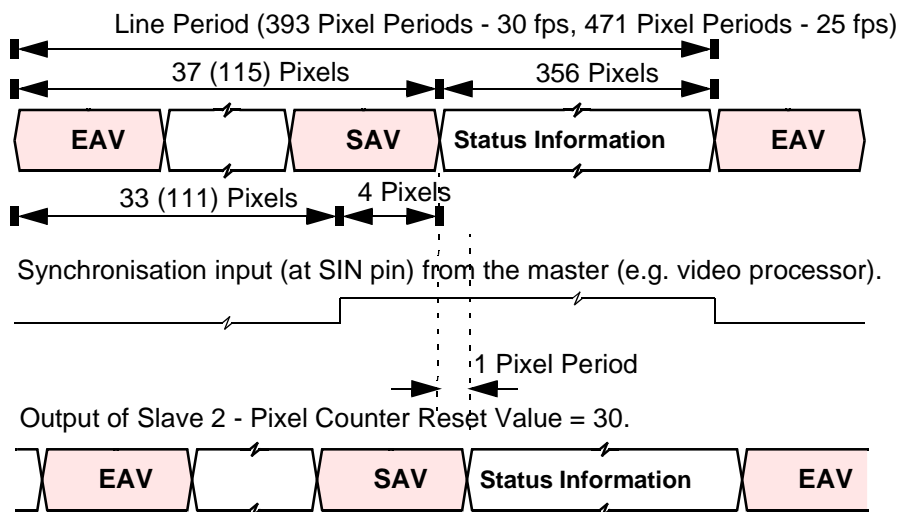 Line Period (393 Pixel Periods - 30 fps, 471 Pixel Periods - 25 fps)
37 (115) Pixels 356 Pixels
EAV SAV Status Information EAV
33 (111) Pixels 4 Pixels
Synchronisation input (at SIN pin) from the master (e.g. video processor).
1 Pixel Period
Output of Slave 2 - Pixel Counter Reset Value = 30.
EAV SAV Status Information EAV